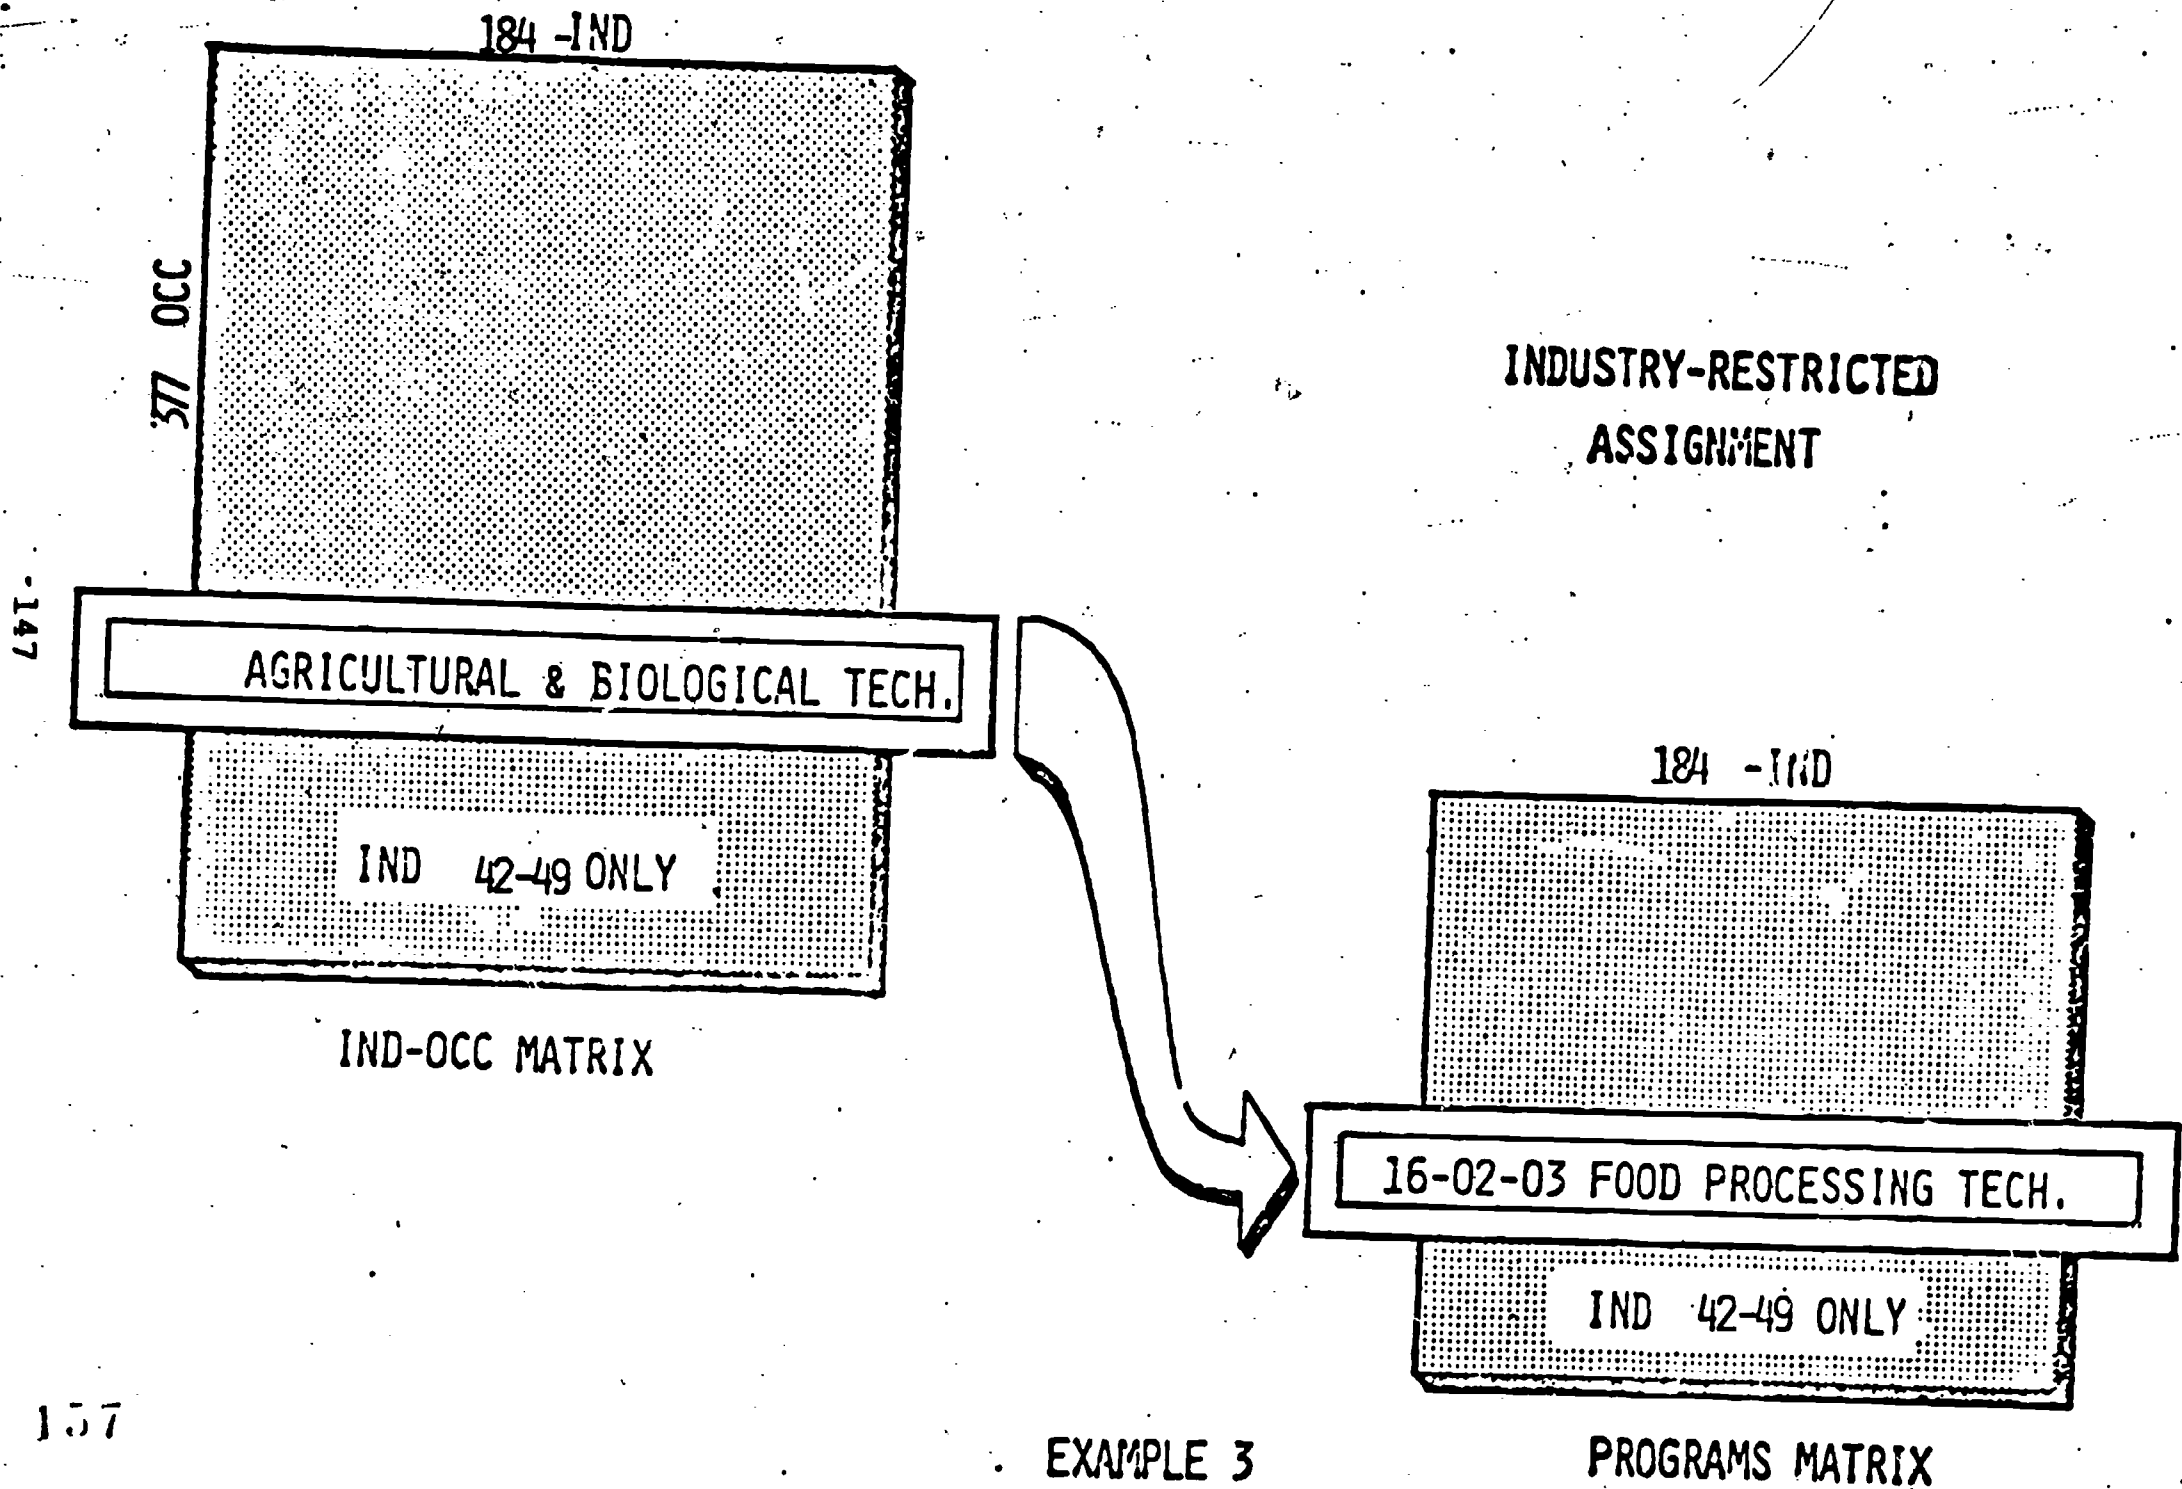 184 -IND
377 OCC
INDUSTRY-RESTRICTED
ASSIGNMENT
-147
AGRICULTURAL & BIOLOGICAL TECH.
IND 42-49 ONLY
IND-OCC MATRIX
184 -IND
16-02-03 FOOD PROCESSING TECH.
IND 42-49 ONLY
PROGRAMS MATRIX
EXAMPLE 3